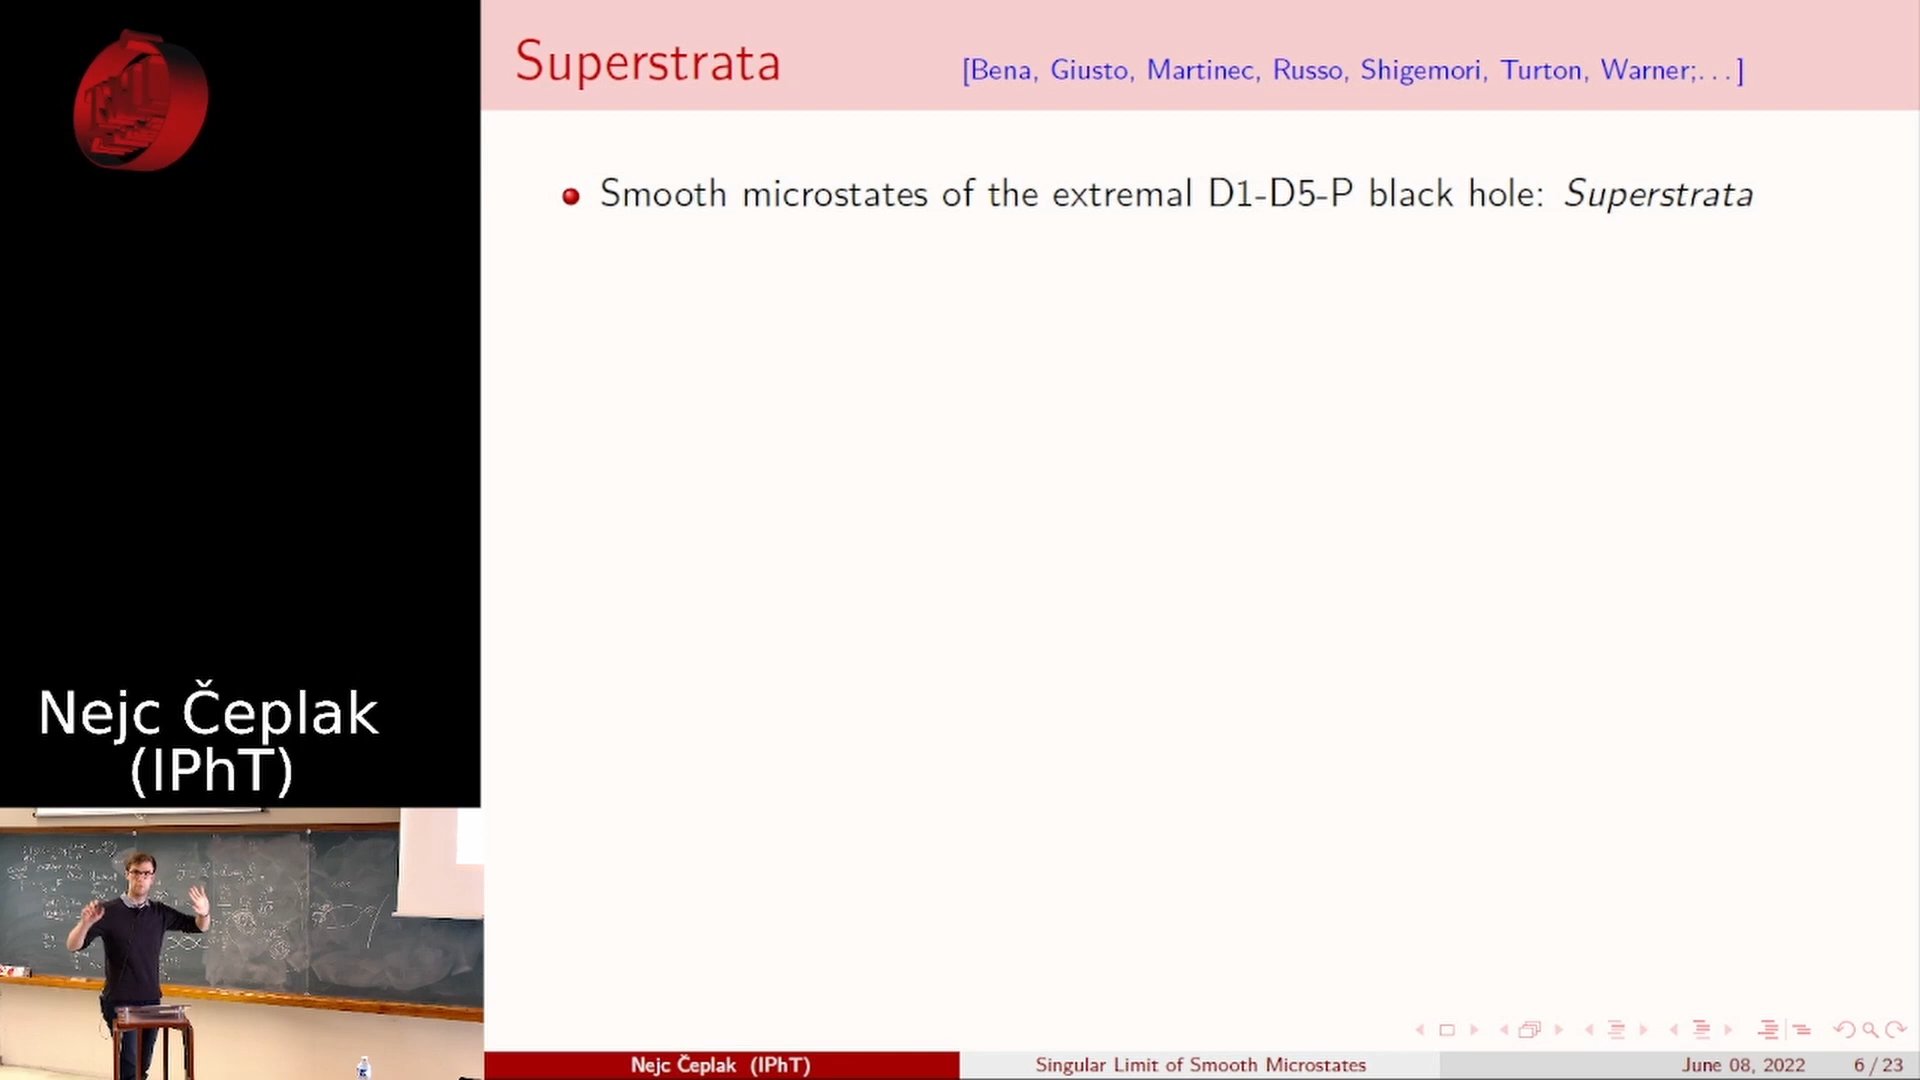 Superstrata
[Bena, Giusto, Martinec, Russo, Shigemori, Turton, Warner;...]
Smooth microstates of the extremal D1-D5-P black hole: Superstrata
Nejc Čeplak
(IPhT)
Nejc Čeplak (IPhT)
Singular Limit of Smooth Microstates
June 08, 2022
6 / 23